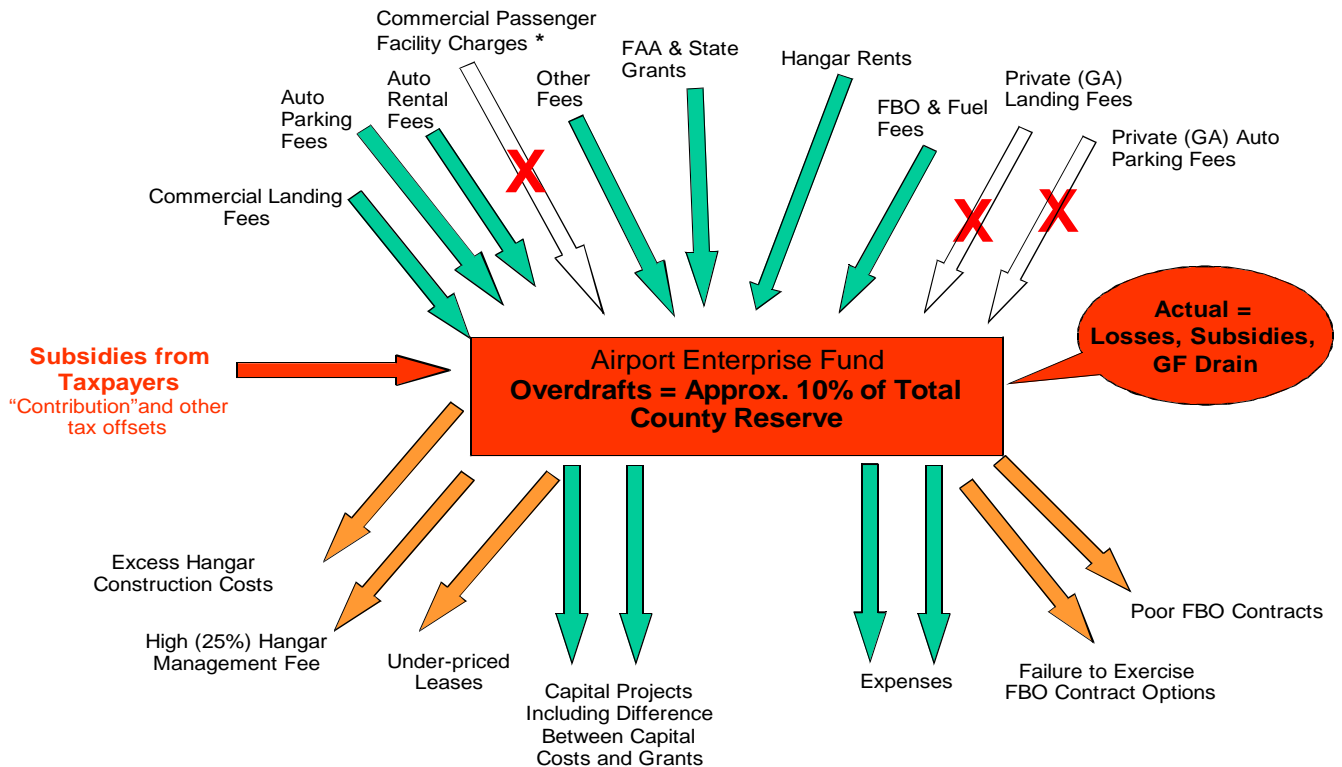 Commercial Passenger
Facility Charges *
FAA & State
Grants
Hangar Rents
Auto
Rental
Fees
Other
Fees
Private (GA)
Landing Fees
Auto
Parking
Fees
FBO & Fuel
Fees
Private (GA) Auto
Parking Fees
Commercial Landing
Fees
X
X
X
Actual =
Losses, Subsidies,
GF Drain
Subsidies from
Taxpayers
“Contribution”and other
tax offsets
Airport Enterprise Fund
Overdrafts = Approx. 10% of Total
County Reserve
Excess Hangar
Construction Costs
High (25%) Hangar
Management Fee
Under-priced
Leases
Capital Projects
Including Difference
Between Capital
Costs and Grants
Expenses
Failure to Exercise
FBO Contract Options
Poor FBO Contracts